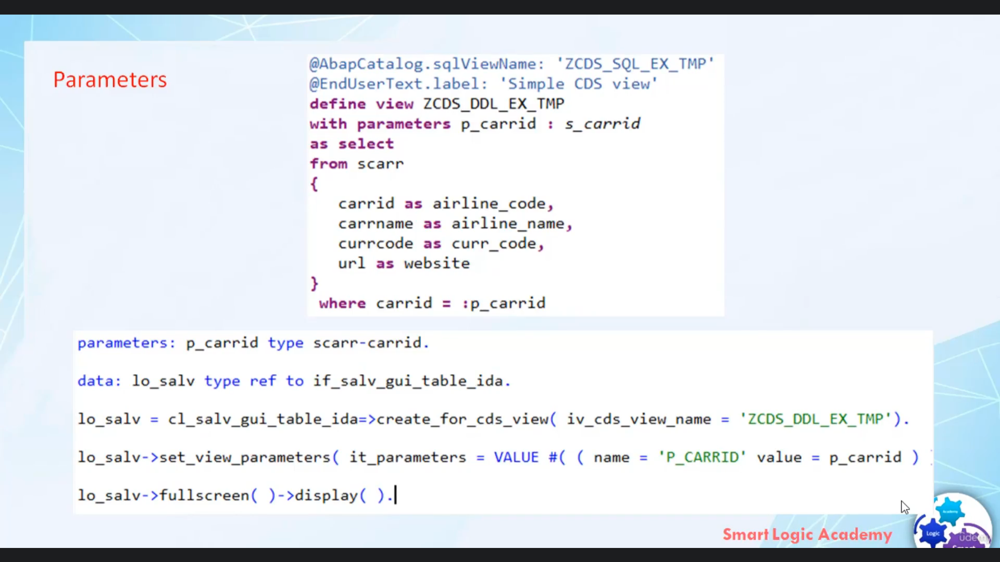 Parameters
@AbapCatalog.sqlViewName: 'ZCDS_SQL_EX_TMP'
@EndUserText.label: 'Simple CDS view'
define view ZCDS_DDL_EX_TMP
with parameters p_carrid : s_carrid
as select
from scarr
{
carrid as airline_code,
carrname as airline_name,
currcode as curr_code,
url as website
}
where carrid = :p_carrid
parameters: p_carrid type scarr-carrid.
data: lo_salv type ref to if_salv_gui_table_ida.
lo_salv = cl_salv_gui_table_ida=>create_for_cds_view( iv_cds_view_name = 'ZCDS_DDL_EX_TMP').
lo_salv->set_view_parameters( it_parameters = VALUE #( ( name = 'P_CARRID' value = p_carrid )
lo_salv->fullscreen( )->display( ).
Smart Logic Academy
Academy
Logic
udemy